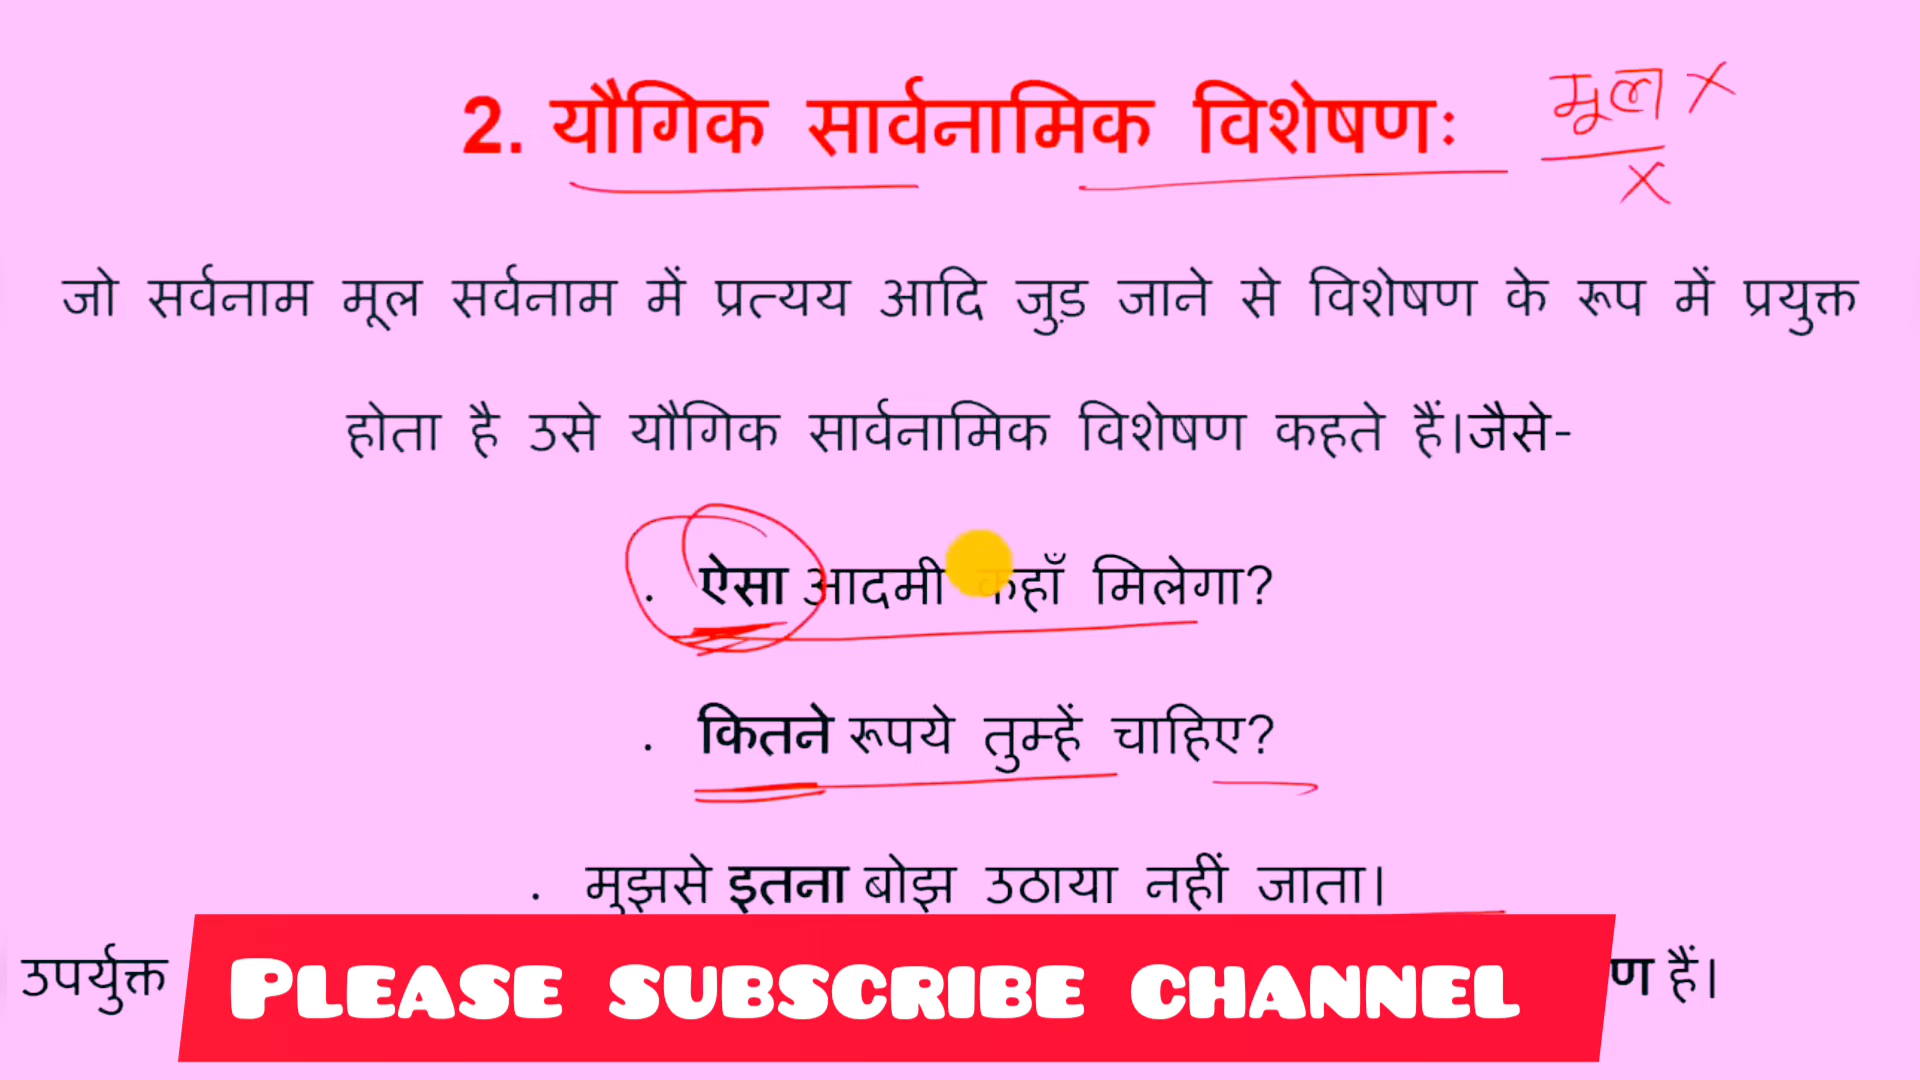 2. यौगिक सार्वनामिक विशेषणः
मूल x
x
जो सर्वनाम मूल सर्वनाम में प्रत्यय आदि जुड़ जाने से विशेषण के रूप में प्रयुक्त
होता है उसे यौगिक सार्वनामिक विशेषण कहते हैं।जैसे-
. ऐसा आदमी कहाँ मिलेगा?
. कितने रूपये तुम्हें चाहिए?
. मुझसे इतना बोझ उठाया नहीं जाता।
उपर्युक्त ण हैं।
PLEASE SUBSCRIBE CHANNEL